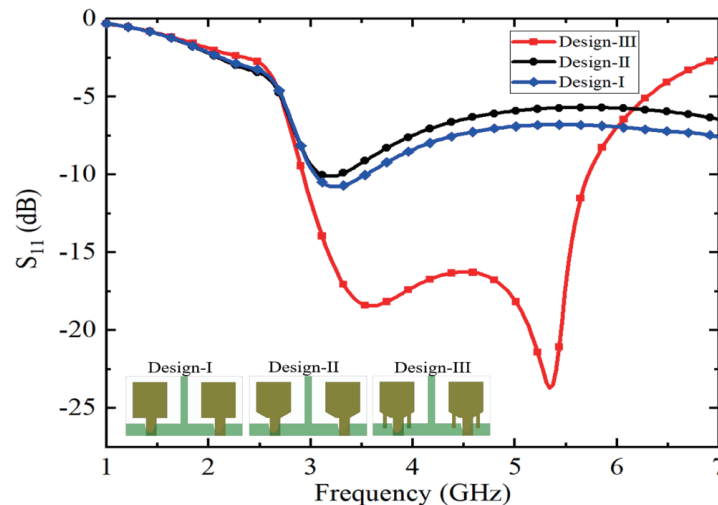 0
-5
-10
-15
-20
-25
S11 (dB)
Design-III
Design-II
Design-I
Design-I
Design-II
Design-III
1
2
3
4
5
6
7
Frequency (GHz)